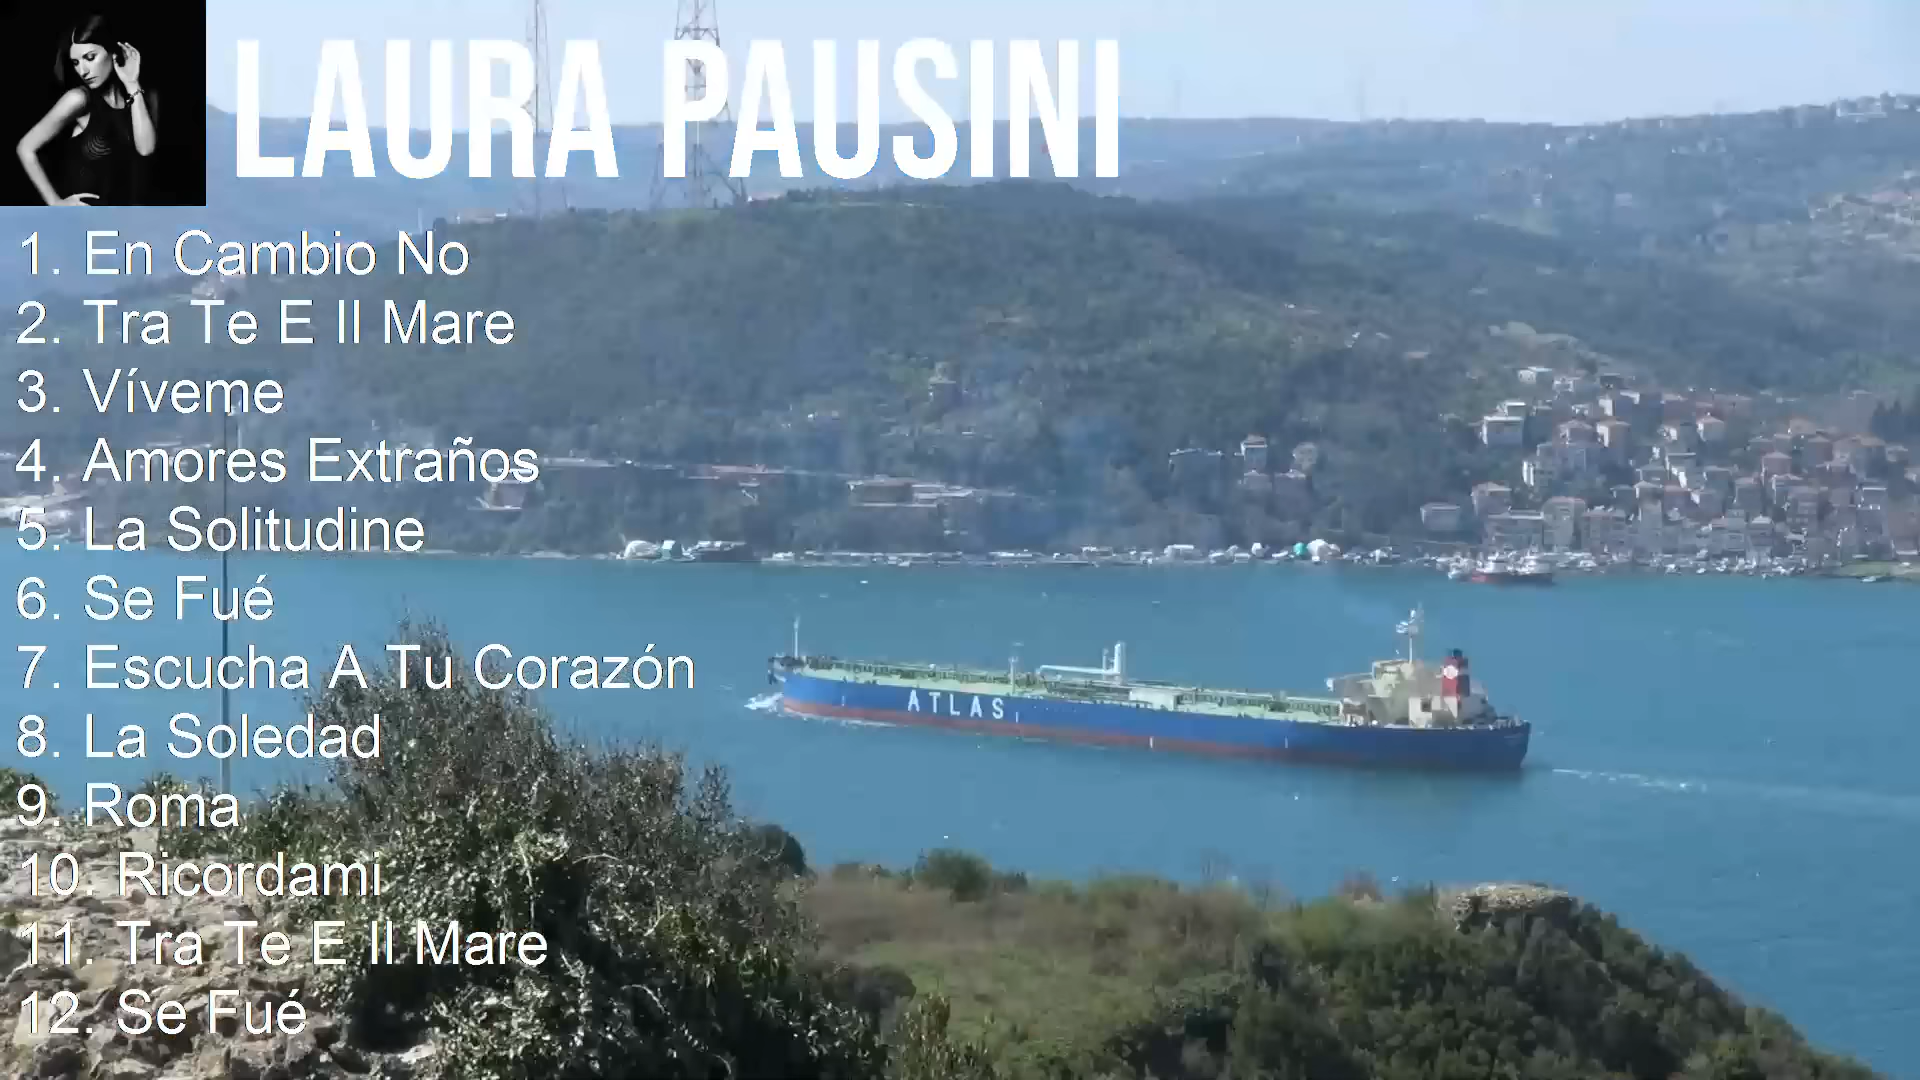 LAURA PAUSINI
1. En Cambio No
2. Tra Te E Il Mare
3. Víveme
4. Amores Extraños
5. La Solitudine
6. Se Fué
7. Escucha A Tu Corazón
8. La Soledad
9. Roma
10. Ricordami
11. Tra Te E Il Mare
12. Se Fué
ATLAS